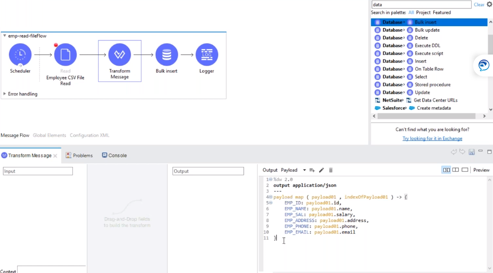 data
Clear
Search in palette: All Project Featured
Database Bulk insert
Database Bulk update
Database Delete
Database Execute DDL
Database Execute script
Database Insert
Database On Table Row
Database Select
Database Stored procedure
Database Update
NetSuite Get Data Center URLs
Salesforce Create metadata
Can't find what you are looking for?
Try looking for it in Exchange
emp-read-fileFlow
Scheduler
Read
Employee CSV File Read
Transform Message
Bulk insert
Logger
Error handling
Message Flow Global Elements Configuration XML
Transform Message
Problems
Console
Input
Output
Output Payload
Preview
Drag and drop fields
to send the transform
Context
1 %dw 2.0
2 output application/json
3 ---
4 payload map ( payload01 , indexOfPayload01 ) -> {
5 EMP_ID: payload01.id,
6 EMP_NAME: payload01.name,
7 EMP_SAL: payload01.salary,
8 EMP_ADDRESS: payload01.address,
9 EMP_PHONE: payload01.phone,
10 EMP_EMAIL: payload01.email
11 }